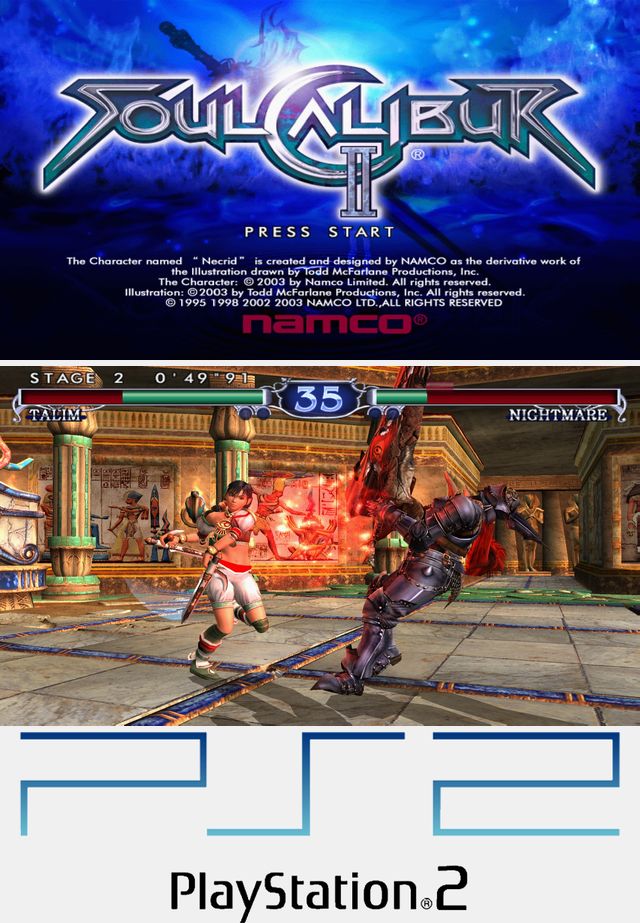 SOULCALIBUR®
II
PRESS START
The Character named “Necrid” is created and designed by NAMCO as the derivative work of
the Illustration drawn by Todd McFarlane Productions, Inc.
The Character: © 2003 by Namco Limited. All rights reserved.
Illustration: © 2003 by Todd McFarlane Productions, Inc. All rights reserved.
© 1995 1998 2002 2003 NAMCO LTD.,ALL RIGHTS RESERVED
namco®
STAGE 2 0'49"91
35
TALIM NIGHTMARE
PS2
PlayStation®2